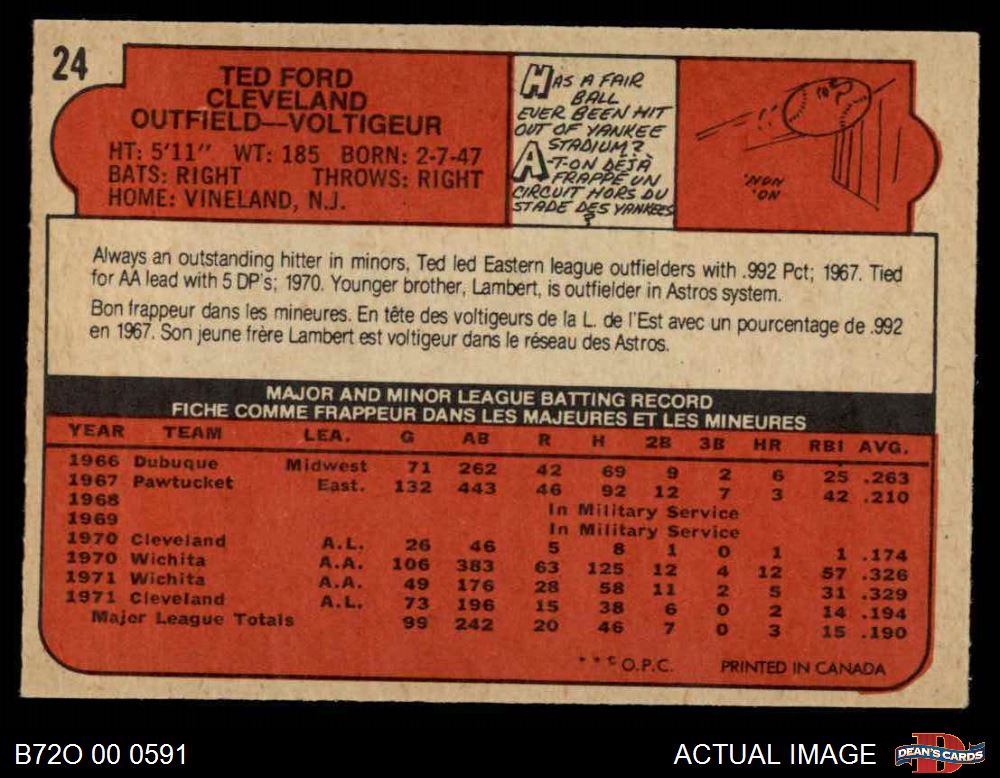 24
TED FORD
CLEVELAND
OUTFIELD—VOLTIGEUR
HT: 5'11" WT: 185 BORN: 2-7-47
BATS: RIGHT THROWS: RIGHT
HOME: VINELAND, N.J.
HAS A FAIR
BALL
EVER BEEN HIT
OUT OF YANKEE
STADIUM?
A-T-ON DÉJÀ
FRAPPÉ UN
CIRCUIT HORS DU
STADE DES YANKEES
?
'NON
'ON
Always an outstanding hitter in minors, Ted led Eastern league outfielders with .992 Pct; 1967. Tied
for AA lead with 5 DP's; 1970. Younger brother, Lambert, is outfielder in Astros system.
Bon frappeur dans les mineures. En tête des voltigeurs de la L. de l'Est avec un pourcentage de .992
en 1967. Son jeune frère Lambert est voltigeur dans le réseau des Astros.
MAJOR AND MINOR LEAGUE BATTING RECORD
FICHE COMME FRAPPEUR DANS LES MAJEURES ET LES MINEURES
YEAR TEAM LEA. G AB R H 2B 3B HR RBI AVG.
1966 Dubuque Midwest 71 262 42 69 9 2 6 25 .263
1967 Pawtucket East. 132 443 46 92 12 7 3 42 .210
1968 In Military Service
1969 In Military Service
1970 Cleveland A.L. 26 46 5 8 1 0 1 1 .174
1970 Wichita A.A. 106 383 63 125 12 4 12 57 .326
1971 Wichita A.A. 49 176 28 58 11 2 5 31 .329
1971 Cleveland A.L. 73 196 15 38 6 0 2 14 .194
Major League Totals 99 242 20 46 7 0 3 15 .190
* * © O.P.C. PRINTED IN CANADA
B72O 00 0591
ACTUAL IMAGE
DEAN'S CARDS